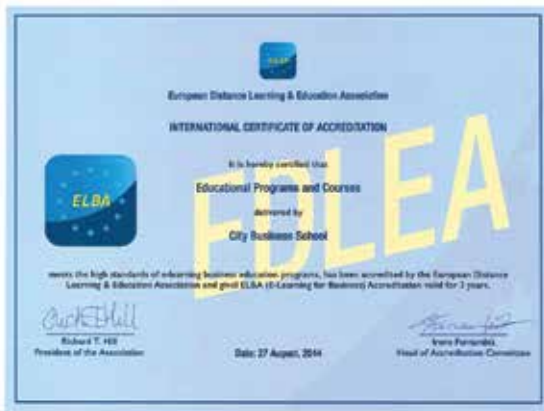 European Distance Learning & Education Association
INTERNATIONAL CERTIFICATE OF ACCREDITATION
It is hereby certified that
Educational Programs and Courses
delivered by
City Business School
ELBA
EDLEA
meets the high standards of elearning business education programs, has been accredited by the European Distance
Learning & Education Association and given ELBA (E-Learning for Business) Accreditation valid for 3 years.
Richard T. Hill
President of the Association
Date: 27 August, 2014
Irene Fernandez,
Head of Accreditation Committee